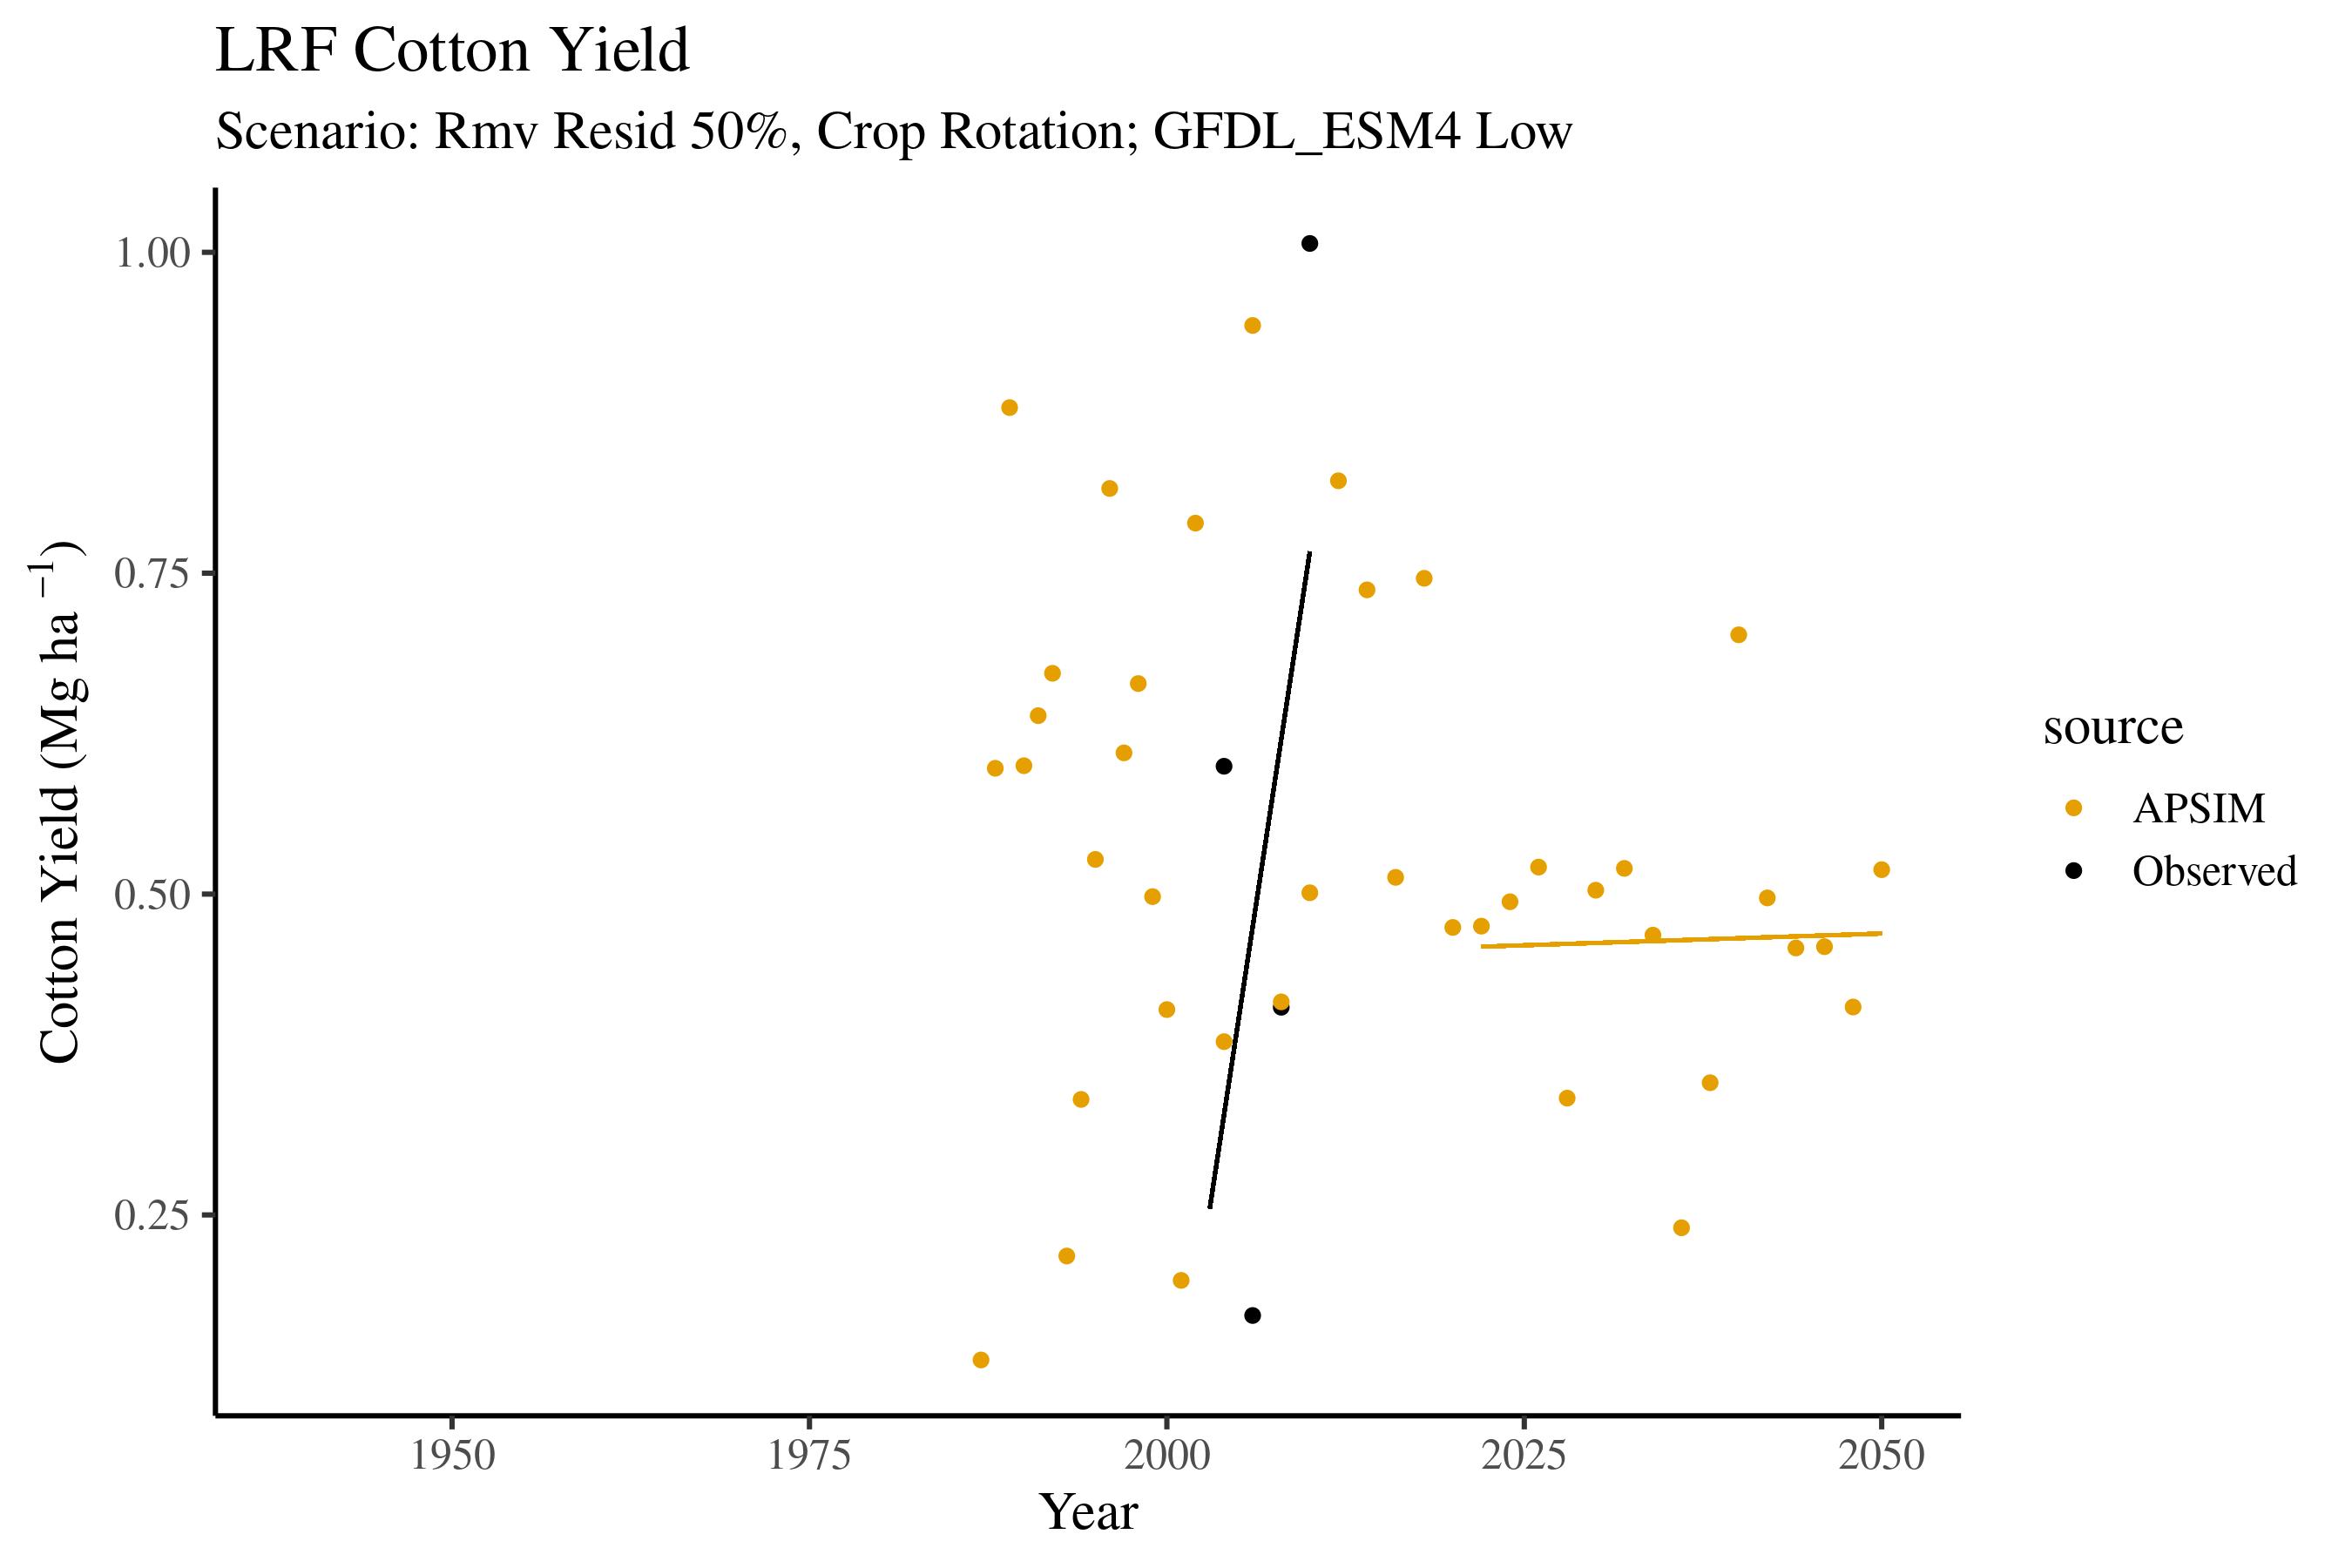 LRF Cotton Yield
Scenario: Rmv Resid 50%, Crop Rotation; GFDL_ESM4 Low
Cotton Yield (Mg ha ⁻¹)
1.00
0.75
0.50
0.25
1950 1975 2000 2025 2050
Year
source
APSIM
Observed